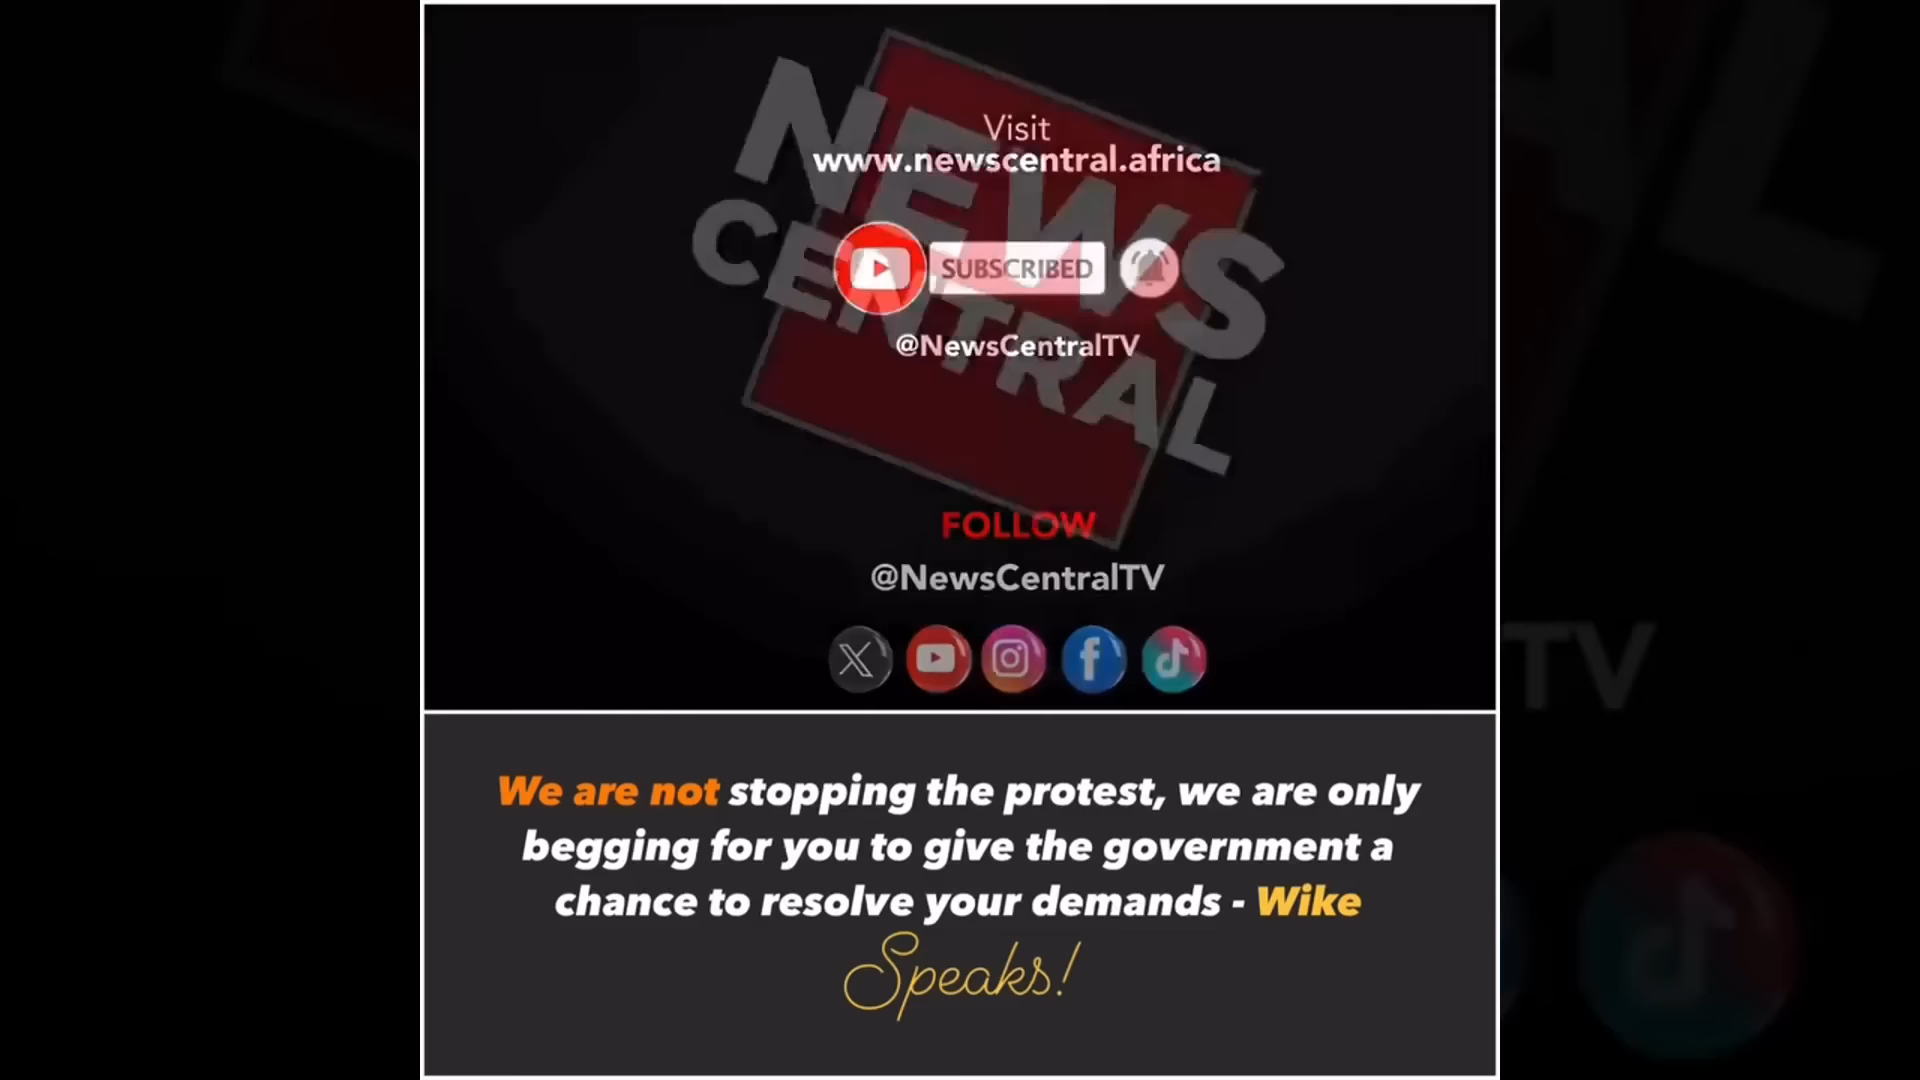 NEWS
CENTRAL
Visit
www.newscentral.africa
SUBSCRIBED
@NewsCentralTV
FOLLOW
@NewsCentralTV
TV
We are not stopping the protest, we are only
begging for you to give the government a
chance to resolve your demands - Wike
Speaks!